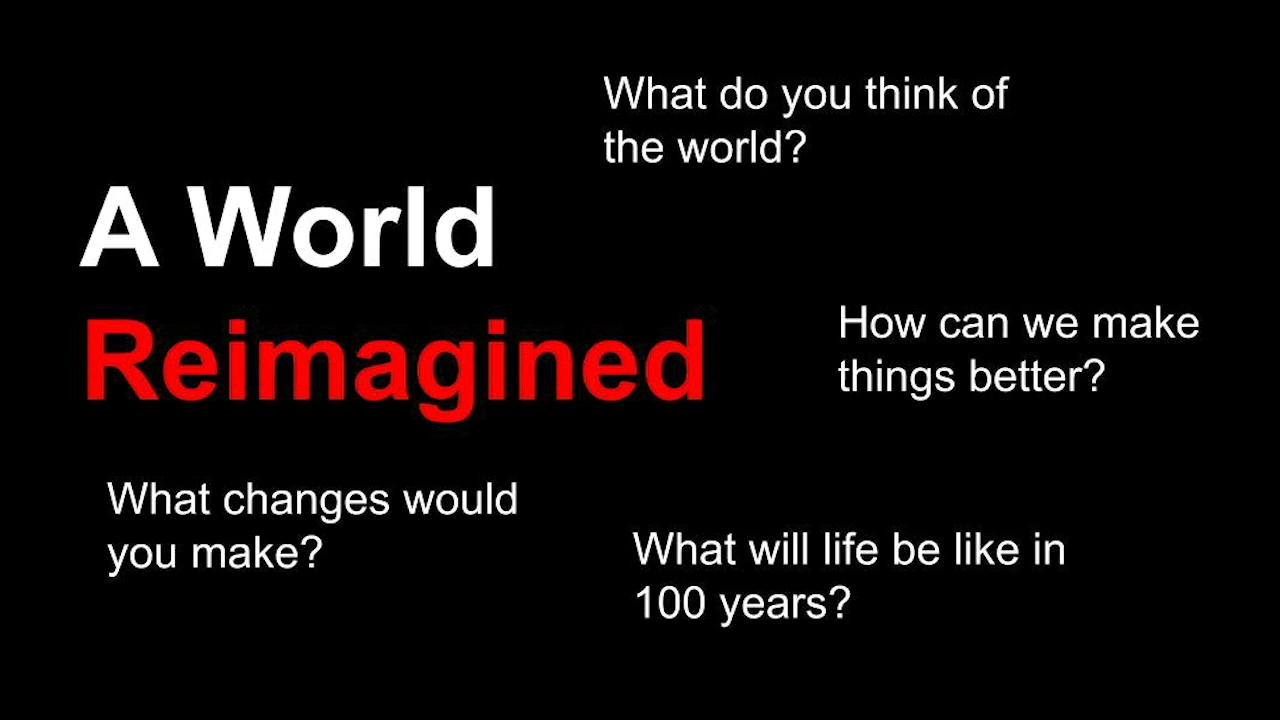 What do you think of
the world?
A World
Reimagined
How can we make
things better?
What changes would
you make?
What will life be like in
100 years?